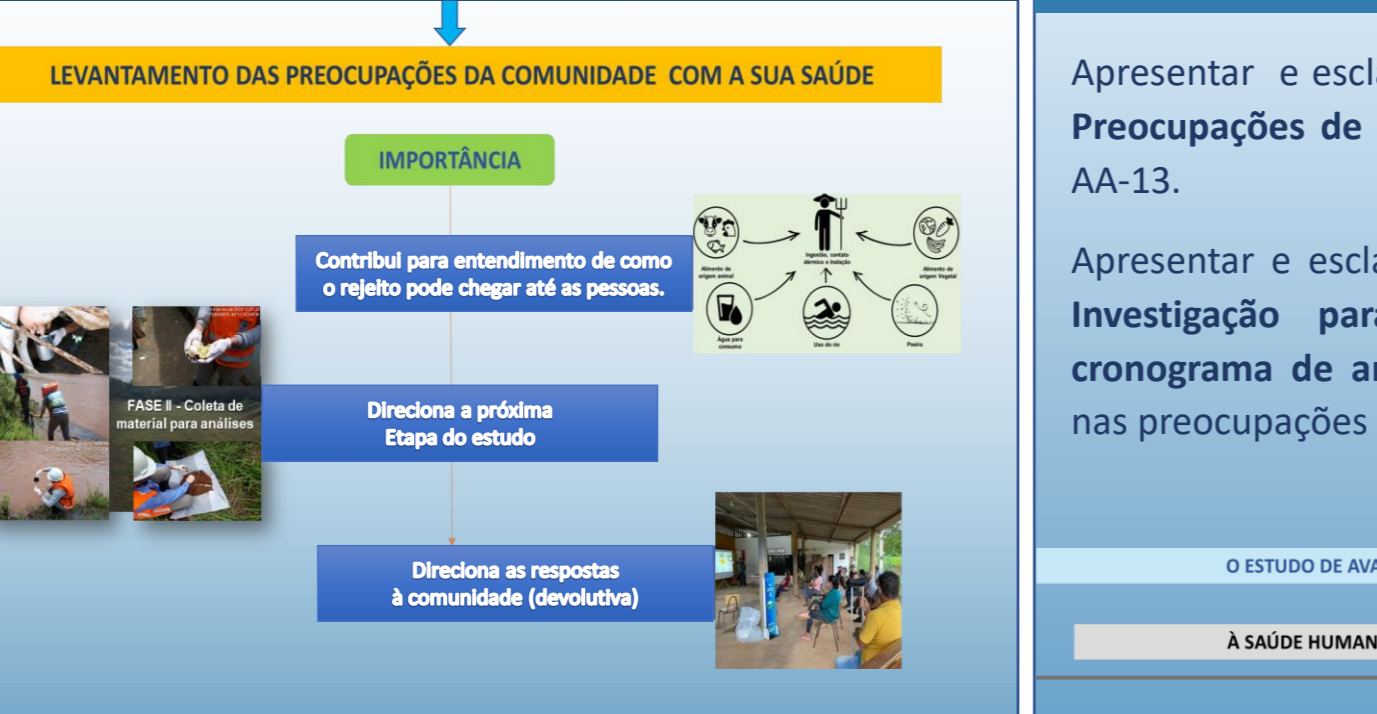 LEVANTAMENTO DAS PREOCUPAÇÕES DA COMUNIDADE COM A SUA SAÚDE
IMPORTÂNCIA
Contribui para entendimento de como
o rejeito pode chegar até as pessoas.
Alimento de
origem animal
Ingestão, contato
dérmico e Inalação
Alimento de
origem Vegetal
Água para
consumo
Uso do rio
Poeira
FASE II - Coleta de
material para análises
Direciona a próxima
Etapa do estudo
Direciona as respostas
à comunidade (devolutiva)
Apresentar e escla
Preocupações de
AA-13.
Apresentar e escla
Investigação para
cronograma de an
nas preocupações
O ESTUDO DE AVA
À SAÚDE HUMAN